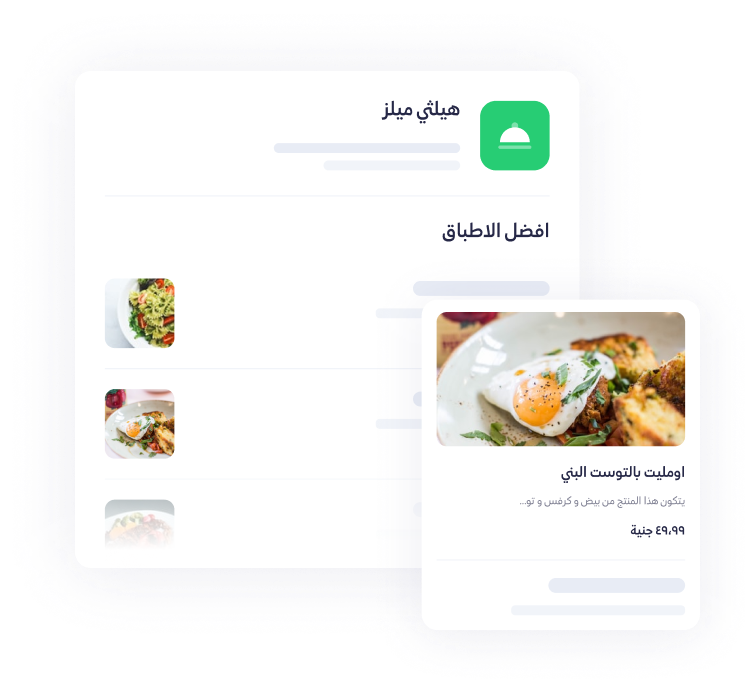 هيلثي ميلز
افضل الاطباق
اومليت بالتوست البني
يتكون هذا المنتج من بيض و كرفس و تو...
٤٩،٩٩ جنية